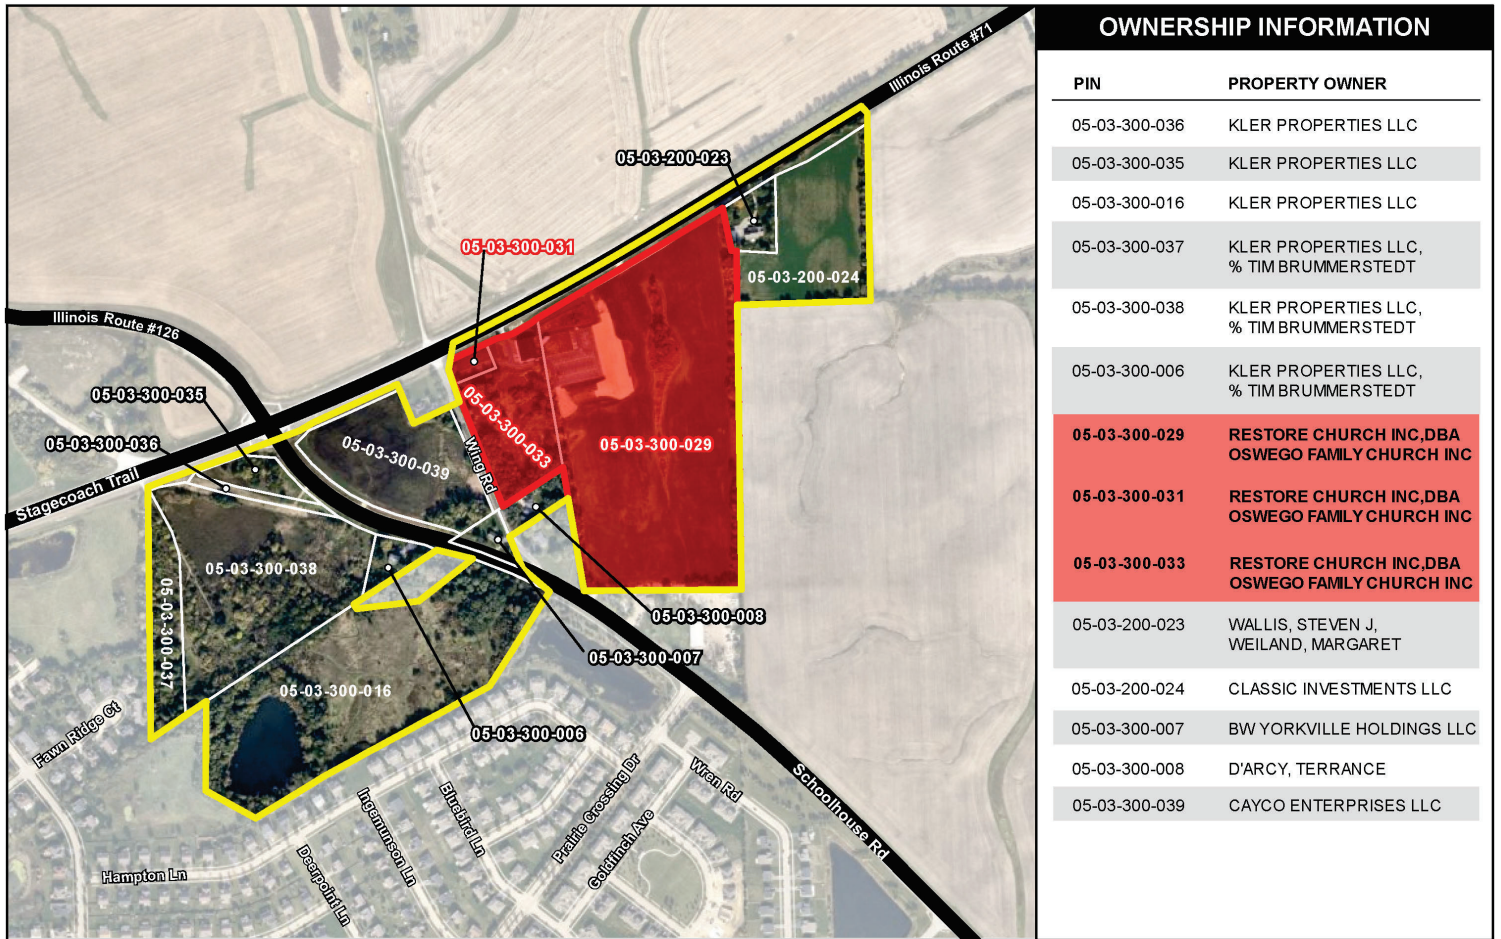 Illinois Route #71
05-03-200-023
05-03-300-031
05-03-200-024
Illinois Route #126
05-03-300-035
05-03-300-033
05-03-300-029
05-03-300-036
05-03-300-039
Wing Rd
Stagecoach Trail
05-03-300-038
05-03-300-037
05-03-300-008
05-03-300-007
05-03-300-016
05-03-300-006
Fawn Ridge Ct
Hampton Ln
Deerpoint Ln
Ingemunson Ln
Bluebird Ln
Prairie Crossing Dr
Goldfinch Ave
Wren Rd
Schoolhouse Rd
OWNERSHIP INFORMATION
PIN PROPERTY OWNER
05-03-300-036 KLER PROPERTIES LLC
05-03-300-035 KLER PROPERTIES LLC
05-03-300-016 KLER PROPERTIES LLC
05-03-300-037 KLER PROPERTIES LLC,
% TIM BRUMMERSTEDT
05-03-300-038 KLER PROPERTIES LLC,
% TIM BRUMMERSTEDT
05-03-300-006 KLER PROPERTIES LLC,
% TIM BRUMMERSTEDT
05-03-300-029 RESTORE CHURCH INC,DBA
OSWEGO FAMILY CHURCH INC
05-03-300-031 RESTORE CHURCH INC,DBA
OSWEGO FAMILY CHURCH INC
05-03-300-033 RESTORE CHURCH INC,DBA
OSWEGO FAMILY CHURCH INC
05-03-200-023 WALLIS, STEVEN J,
WEILAND, MARGARET
05-03-200-024 CLASSIC INVESTMENTS LLC
05-03-300-007 BW YORKVILLE HOLDINGS LLC
05-03-300-008 D'ARCY, TERRANCE
05-03-300-039 CAYCO ENTERPRISES LLC